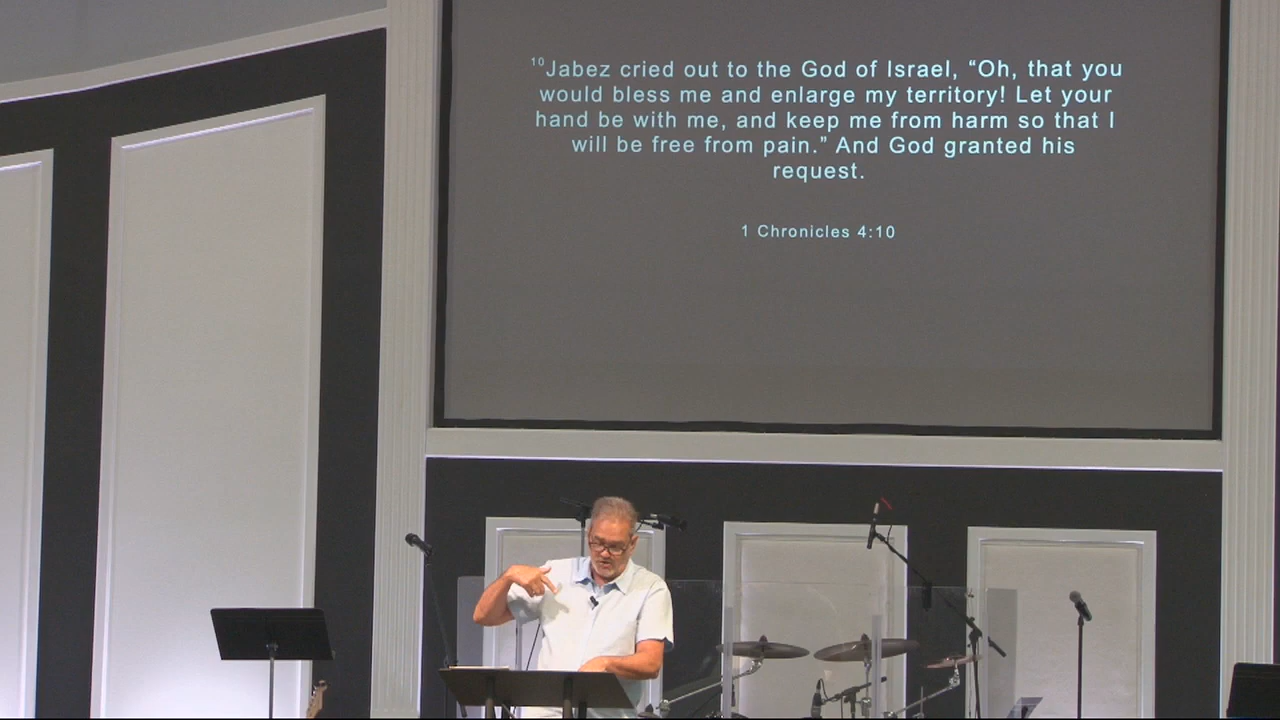 ¹⁰Jabez cried out to the God of Israel, “Oh, that you
would bless me and enlarge my territory! Let your
hand be with me, and keep me from harm so that I
will be free from pain.” And God granted his
request.
1 Chronicles 4:10